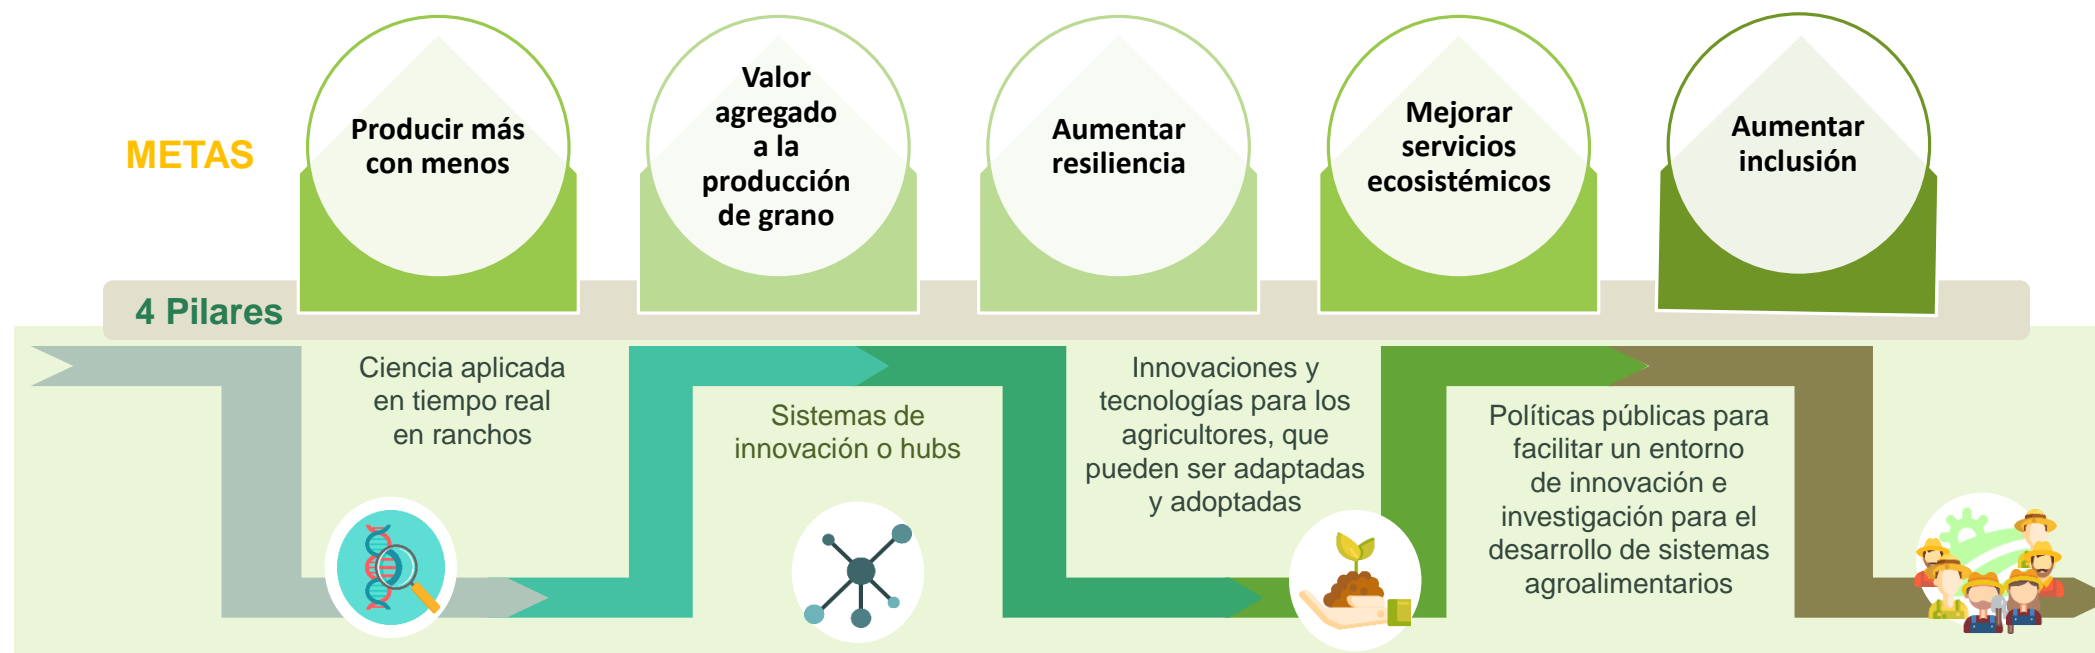 METAS
Producir más
con menos
Valor
agregado
a la
producción
de grano
Aumentar
resiliencia
Mejorar
servicios
ecosistémicos
Aumentar
inclusión
4 Pilares
Ciencia aplicada
en tiempo real
en ranchos
Sistemas de
innovación o hubs
Innovaciones y
tecnologías para los
agricultores, que
pueden ser adaptadas
y adoptadas
Políticas públicas para
facilitar un entorno
de innovación e
investigación para el
desarrollo de sistemas
agroalimentarios